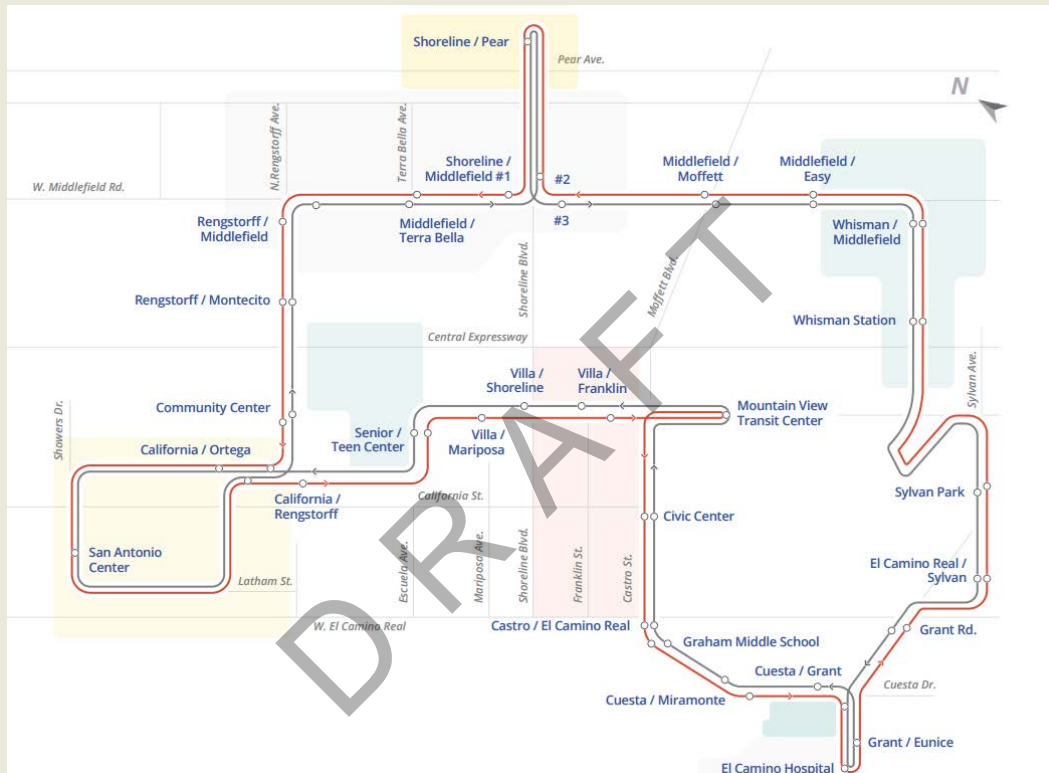 Shoreline / Pear
Pear Ave.
N
N.Rengstorff Ave.
Terra Bella Ave.
Shoreline /
Middlefield #1
#2
Middlefield /
Moffett
Middlefield /
Easy
W. Middlefield Rd.
Rengstorff /
Middlefield
Middlefield /
Terra Bella
#3
Whisman /
Middlefield
Shoreline Blvd.
Moffett Blvd.
Rengstorff / Montecito
Whisman Station
Central Expressway
Sylvan Ave.
Villa /
Shoreline
Villa /
Franklin
Community Center
Mountain View
Transit Center
Showers Dr.
California / Ortega
Senior /
Teen Center
Villa /
Mariposa
California /
Rengstorff
California St.
Sylvan Park
Civic Center
San Antonio
Center
Latham St.
Escuela Ave.
Mariposa Ave.
Shoreline Blvd.
Franklin St.
Castro St.
El Camino Real /
Sylvan
W. El Camino Real
Castro / El Camino Real
Grant Rd.
Graham Middle School
Cuesta / Grant
Cuesta Dr.
Cuesta / Miramonte
Grant / Eunice
El Camino Hospital
DRAFT